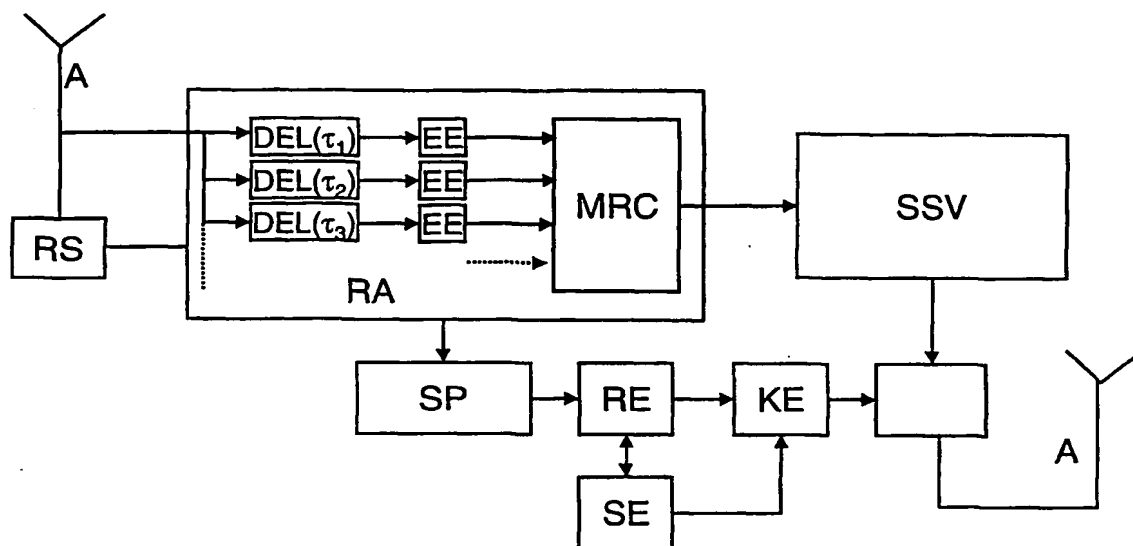 A
DEL(τ₁) EE
DEL(τ₂) EE
DEL(τ₃) EE
MRC
SSV
RS
RA
SP
RE
KE
A
SE